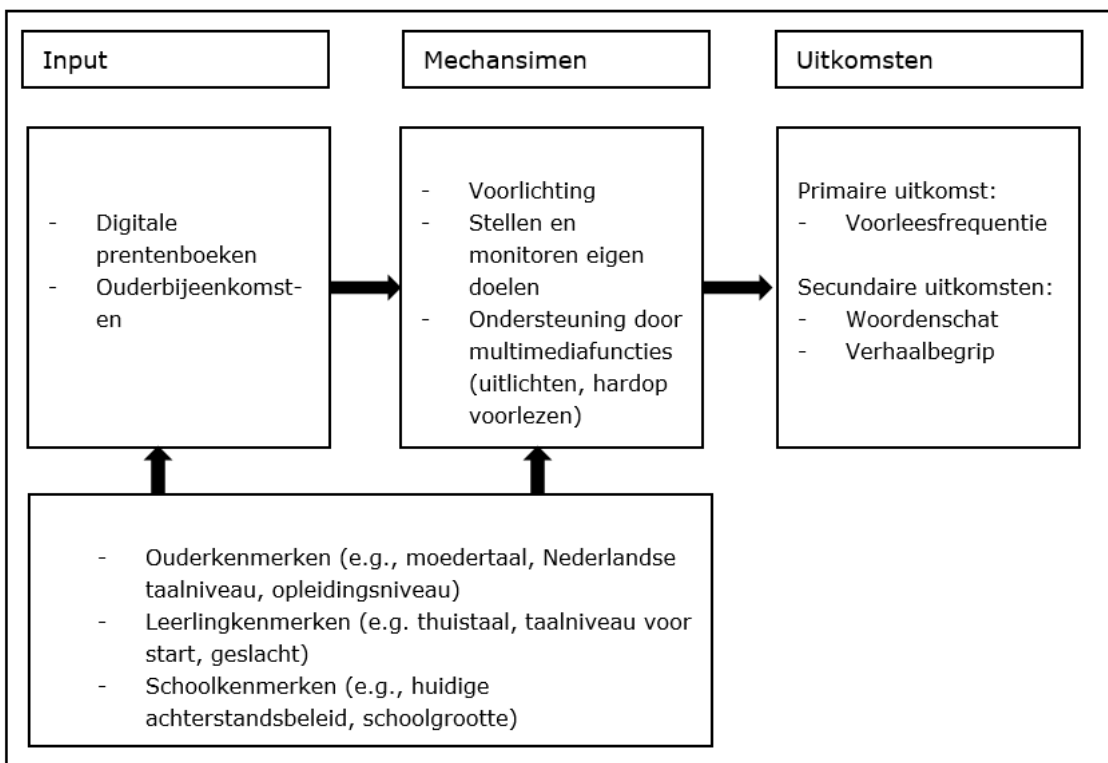 Input
Mechansimen
Uitkomsten
- Digitale
prentenboeken
- Ouderbijeenkomst-
en
- Voorlichting
- Stellen en
monitoren eigen
doelen
- Ondersteuning door
multimediafuncties
(uitlichten, hardop
voorlezen)
Primaire uitkomst:
- Voorleesfrequentie
Secundaire uitkomsten:
- Woordenschat
- Verhaalbegrip
- Ouderkenmerken (e.g., moedertaal, Nederlandse
taalniveau, opleidingsniveau)
- Leerlingkenmerken (e.g. thuistaal, taalniveau voor
start, geslacht)
- Schoolkenmerken (e.g., huidige
achterstandsbeleid, schoolgrootte)